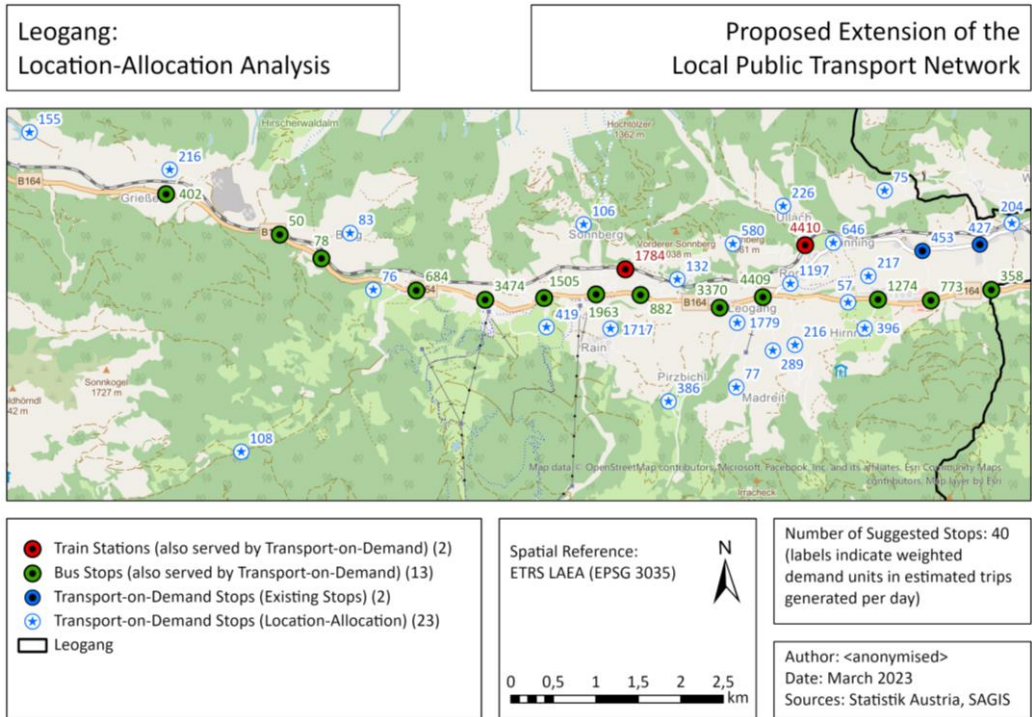 Leogang:
Location-Allocation Analysis
Proposed Extension of the
Local Public Transport Network
155
Hirscherwaldalm
Hochtölzer
1362 m
216
B164
Grieße
402
50
83
78
106
Sonnberg
226
Ullach
75
204
580
4410
646
453
427
Vorderer Sonnberg
1784
132
1197
217
76
684
3474
1505
1963
882
B164
3370
4409
Leogang
57
1274
773
164
358
419
1717
1779
Hirnr
396
Rain
216
289
Pirzbichl
386
77
Madreit
Sonnkogel
1727 m
42 m
108
Map data © OpenStreetMap contributors, Microsoft, Facebook, Inc. and its affiliates, Esri Community Maps
contributors, Map layer by Esri
Train Stations (also served by Transport-on-Demand) (2)
Bus Stops (also served by Transport-on-Demand) (13)
Transport-on-Demand Stops (Existing Stops) (2)
Transport-on-Demand Stops (Location-Allocation) (23)
Leogang
Spatial Reference:
ETRS LAEA (EPSG 3035)
N
0 0,5 1 1,5 2 2,5
km
Number of Suggested Stops: 40
(labels indicate weighted
demand units in estimated trips
generated per day)
Author: <anonymised>
Date: March 2023
Sources: Statistik Austria, SAGIS